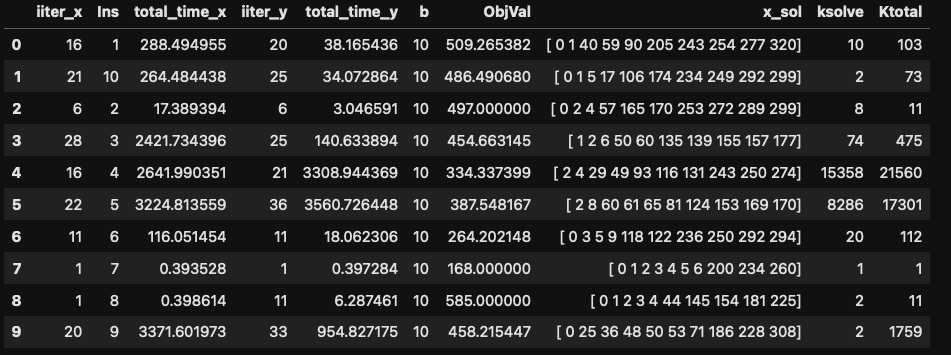 iiter_x Ins total_time_x iiter_y total_time_y b ObjVal x_sol ksolve Ktotal
0 16 1 288.494955 20 38.165436 10 509.265382 [ 0 1 40 59 90 205 243 254 277 320] 10 103
1 21 10 264.484438 25 34.072864 10 486.490680 [ 0 1 5 17 106 174 234 249 292 299] 2 73
2 6 2 17.389394 6 3.046591 10 497.000000 [ 0 2 4 57 165 170 253 272 289 299] 8 11
3 28 3 2421.734396 25 140.633894 10 454.663145 [ 1 2 6 50 60 135 139 155 157 177] 74 475
4 16 4 2641.990351 21 3308.944369 10 334.337399 [ 2 4 29 49 93 116 131 243 250 274] 15358 21560
5 22 5 3224.813559 36 3560.726448 10 387.548167 [ 2 8 60 61 65 81 124 153 169 170] 8286 17301
6 11 6 116.051454 11 18.062306 10 264.202148 [ 0 3 5 9 118 122 236 250 292 294] 20 112
7 1 7 0.393528 1 0.397284 10 168.000000 [ 0 1 2 3 4 5 6 200 234 260] 1 1
8 1 8 0.398614 11 6.287461 10 585.000000 [ 0 1 2 3 4 44 145 154 181 225] 2 11
9 20 9 3371.601973 33 954.827175 10 458.215447 [ 0 25 36 48 50 53 71 186 228 308] 2 1759